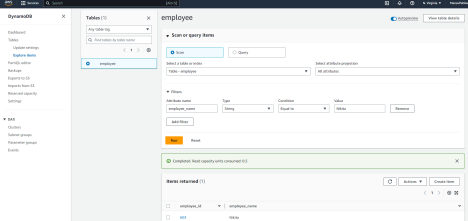 aws
Services
Search
N. Virginia
DynamoDB
Dashboard
Tables
Update settings
Explore items
PartiQL editor
Backups
Exports to S3
Imports from S3
Reserved capacity
Settings
DAX
Clusters
Subnet groups
Parameter groups
Events
Tables (1)
Any table tag
Find tables by table name
1
employee
employee
Autopreview
View table details
Scan or query items
Scan
Query
Select a table or index
Select attribute projection
Table - employee
All attributes
Filters
Attribute name
Type
Condition
Value
employee_name
String
Equal to
Nikita
Remove
Add filter
Run
Reset
Completed. Read capacity units consumed: 0.5
Items returned (1)
Actions
Create item
1
employee_id
employee_name
Nikita